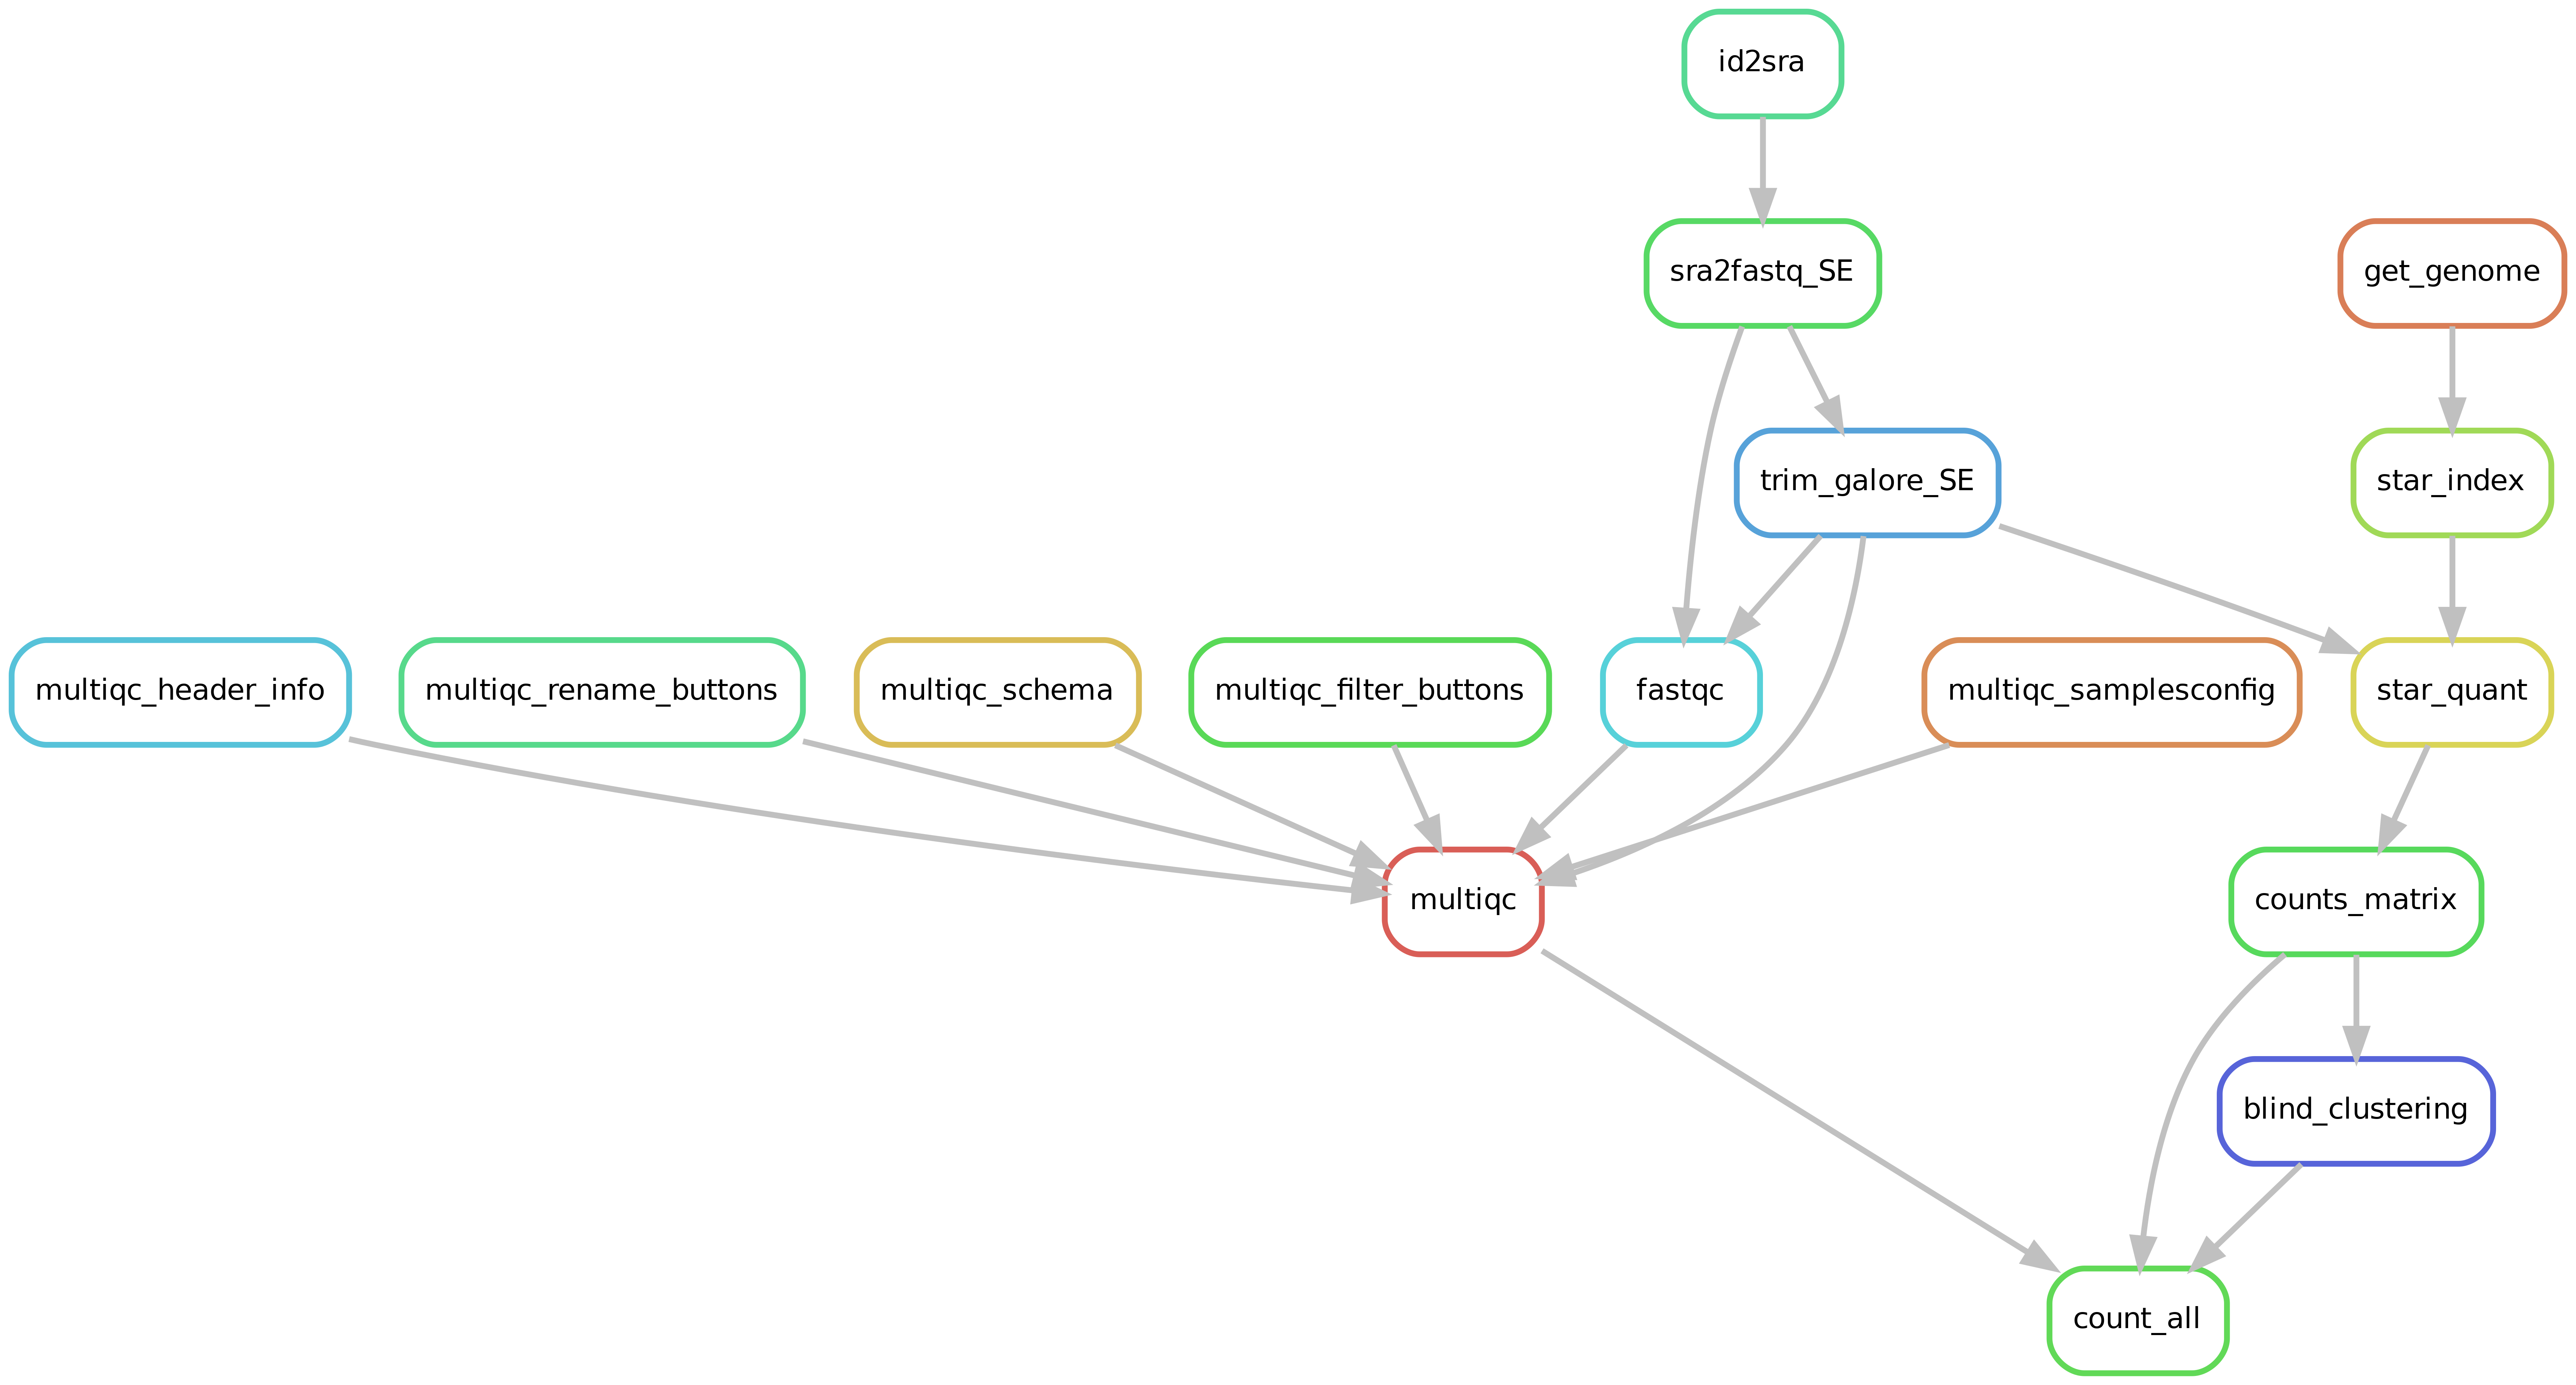 id2sra
sra2fastq_SE
get_genome
trim_galore_SE
star_index
multiqc_header_info
multiqc_rename_buttons
multiqc_schema
multiqc_filter_buttons
fastqc
multiqc_samplesconfig
star_quant
multiqc
counts_matrix
blind_clustering
count_all